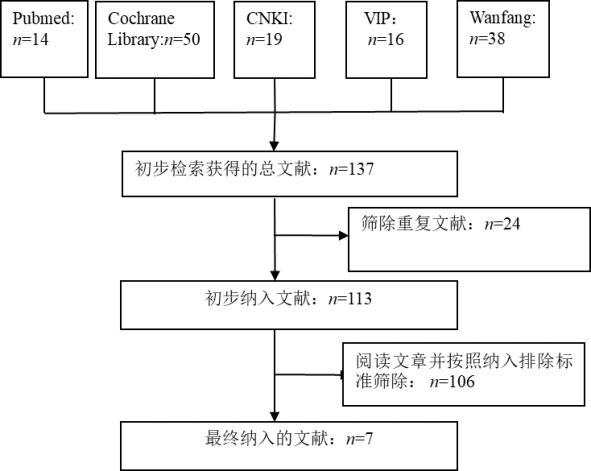 Pubmed:
n=14
Cochrane
Library:n=50
CNKI:
n=19
VIP：
n=16
Wanfang:
n=38
初步检索获得的总文献：n=137
筛除重复文献：n=24
初步纳入文献：n=113
阅读文章并按照纳入排除标
准筛除： n=106
最终纳入的文献：n=7